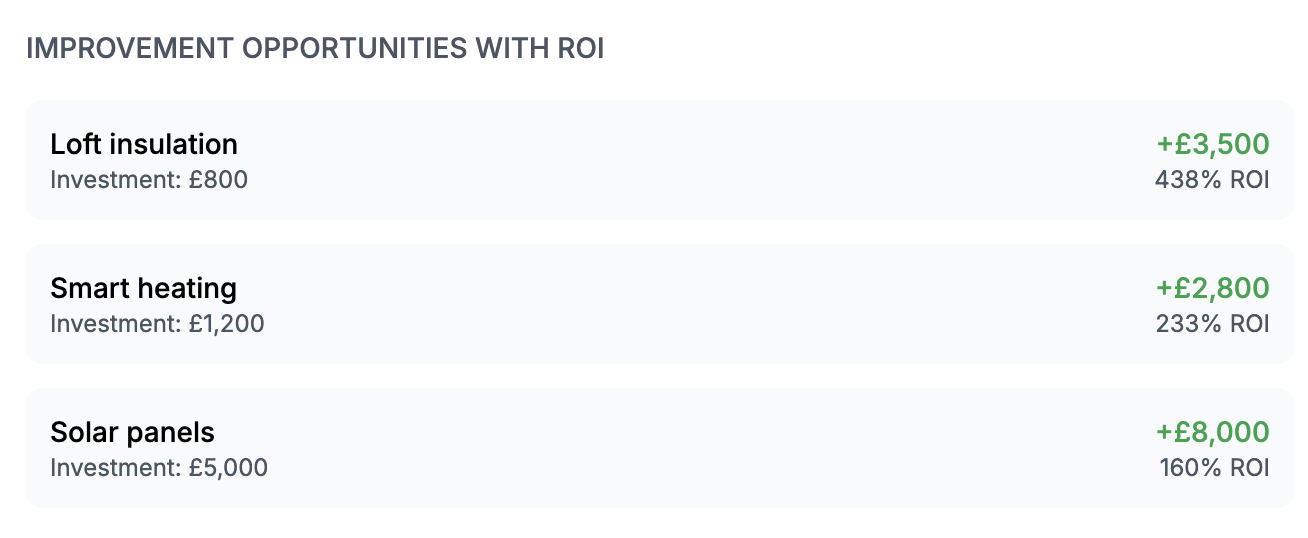 IMPROVEMENT OPPORTUNITIES WITH ROI
Loft insulation
+£3,500
Investment: £800
438% ROI
Smart heating
+£2,800
Investment: £1,200
233% ROI
Solar panels
+£8,000
Investment: £5,000
160% ROI